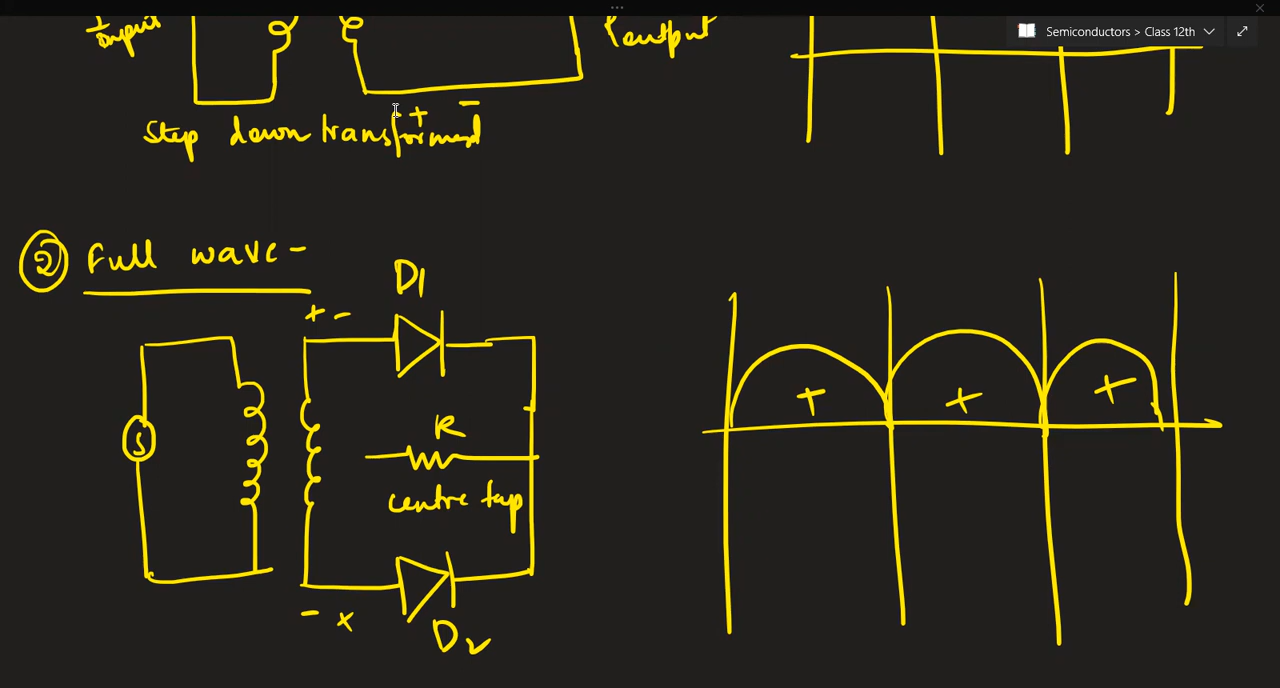 Input
output
Semiconductors > Class 12th
+ -
Step down transformer
② Full wave -
D1
+ -
R
+ + +
S
centre tap
- +
D2